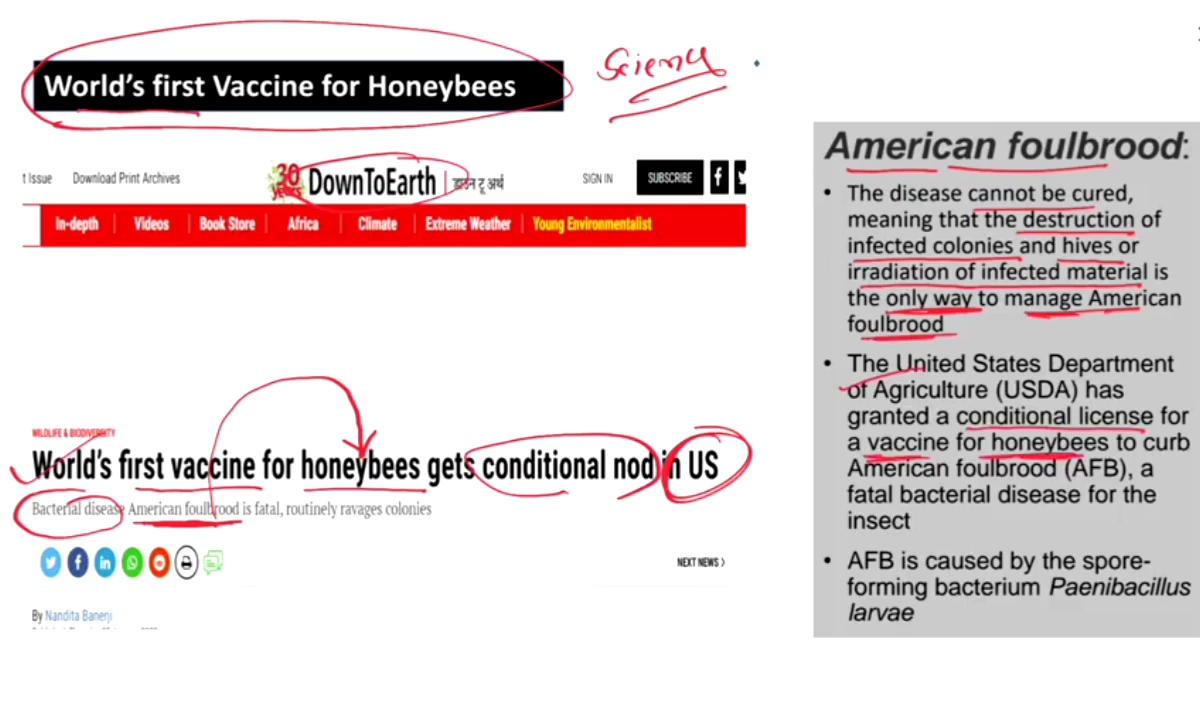 World's first Vaccine for Honeybees
Science
t Issue Download Print Archives
30 YEARS DownToEarth | डाउन टू अर्थ
SIGN IN
SUBSCRIBE
In-depth | Videos | Book Store | Africa | Climate | Extreme Weather | Young Environmentalist
WILDLIFE & BIODIVERSITY
World's first vaccine for honeybees gets conditional nod in US
Bacterial disease American foulbrood is fatal, routinely ravages colonies
NEXT NEWS
By Nandita Banerji
American foulbrood:
• The disease cannot be cured,
meaning that the destruction of
infected colonies and hives or
irradiation of infected material is
the only way to manage American
foulbrood
• The United States Department
of Agriculture (USDA) has
granted a conditional license for
a vaccine for honeybees to curb
American foulbrood (AFB), a
fatal bacterial disease for the
insect
• AFB is caused by the spore-
forming bacterium Paenibacillus
larvae